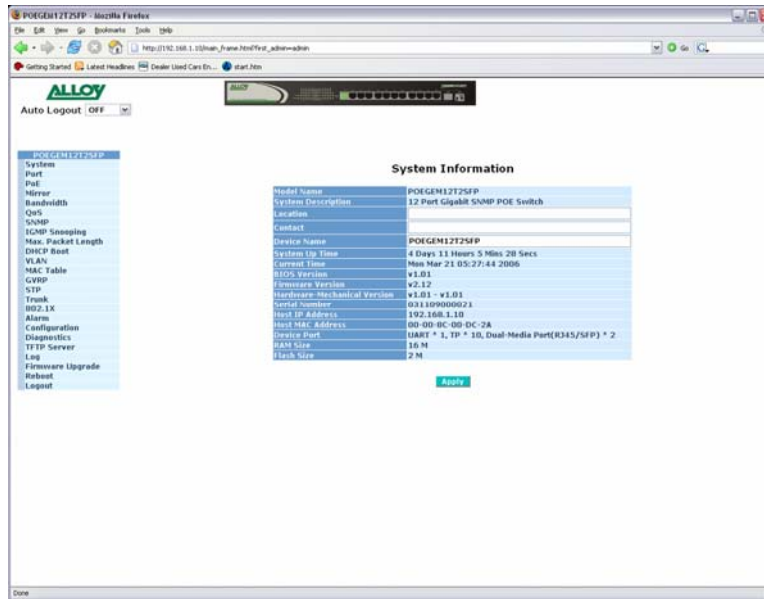 POEGEM12T2SFP - Mozilla Firefox
File Edit View Go Bookmarks Tools Help
http://192.168.1.10/main_frame.html?first_admin=admin
Go
Getting Started Latest Headlines Dealer Used Cars En... start.htm
ALLOY
Auto Logout OFF
POEGEM12T2SFP
System
Port
PoE
Mirror
Bandwidth
QoS
SNMP
IGMP Snooping
Max. Packet Length
DHCP Boot
VLAN
MAC Table
GVRP
STP
Trunk
802.1X
Alarm
Configuration
Diagnostics
TFTP Server
Log
Firmware Upgrade
Reboot
Logout
System Information
Model Name POEGEM12T2SFP
System Description 12 Port Gigabit SNMP POE Switch
Location
Contact
Device Name POEGEM12T2SFP
System Up Time 4 Days 11 Hours 5 Mins 28 Secs
Current Time Mon Mar 21 05:27:44 2006
BIOS Version v1.01
Firmware Version v2.12
Hardware-Mechanical Version v1.01 - v1.01
Serial Number 031109000021
Host IP Address 192.168.1.10
Host MAC Address 00-00-8C-00-DC-2A
Device Port UART * 1, TP * 10, Dual-Media Port(RJ45/SFP) * 2
RAM Size 16 M
Flash Size 2 M
Apply
Done